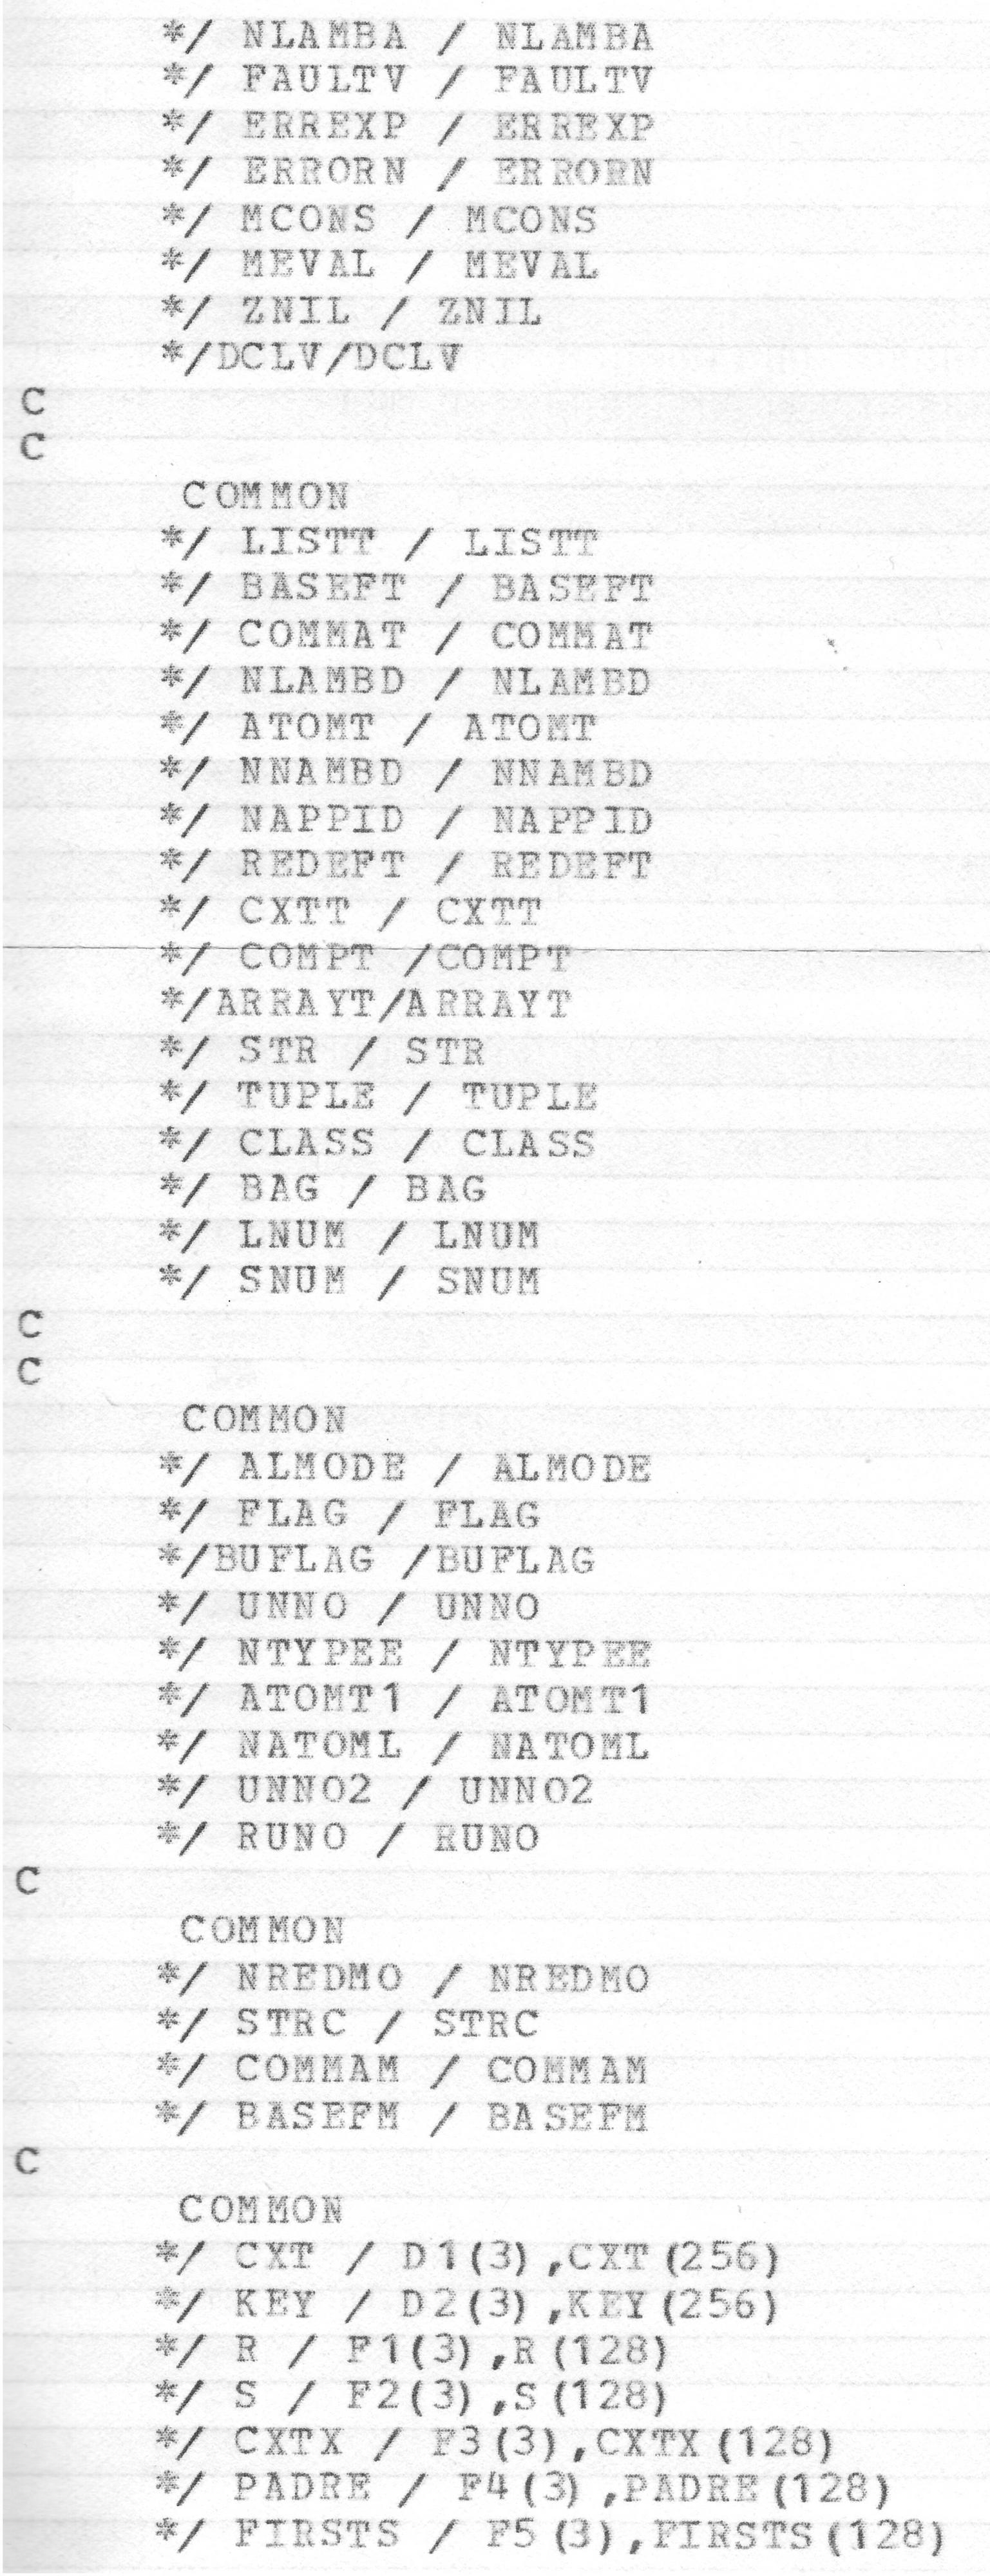 */ NLAMBA / NLAMBA
*/ FAULTV / FAULTV
*/ ERREXP / ERREXP
*/ ERRORN / ERRORN
*/ MCONS / MCONS
*/ MEVAL / MEVAL
*/ ZNIL / ZNIL
*/DCLV/DCLV
C
C
COMMON
*/ LISTT / LISTT
*/ BASEFT / BASEFT
*/ COMMAT / COMMAT
*/ NLAMBD / NLAMBD
*/ ATOMT / ATOMT
*/ NNAMBD / NNAMBD
*/ NAPPID / NAPPID
*/ REDEFT / REDEFT
*/ CXTT / CXTT
*/ COMPT /COMPT
*/ARRAYT/ARRAYT
*/ STR / STR
*/ TUPLE / TUPLE
*/ CLASS / CLASS
*/ BAG / BAG
*/ LNUM / LNUM
*/ SNUM / SNUM
C
C
COMMON
*/ ALMODE / ALMODE
*/ FLAG / FLAG
*/BUFLAG /BUFLAG
*/ UNNO / UNNO
*/ NTYPEE / NTYPEE
*/ ATOMT1 / ATOMT1
*/ NATOML / NATOML
*/ UNNO2 / UNNO2
*/ RUNO / RUNO
C
COMMON
*/ NREDMO / NREDMO
*/ STRC / STRC
*/ COMMAM / COMMAM
*/ BASEFM / BASEFM
C
COMMON
*/ CXT / D1(3),CXT(256)
*/ KEY / D2(3),KEY(256)
*/ R / F1(3),R(128)
*/ S / F2(3),S(128)
*/ CXTX / F3(3),CXTX(128)
*/ PADRE / F4(3),PADRE(128)
*/ FIRSTS / F5(3),FIRSTS(128)